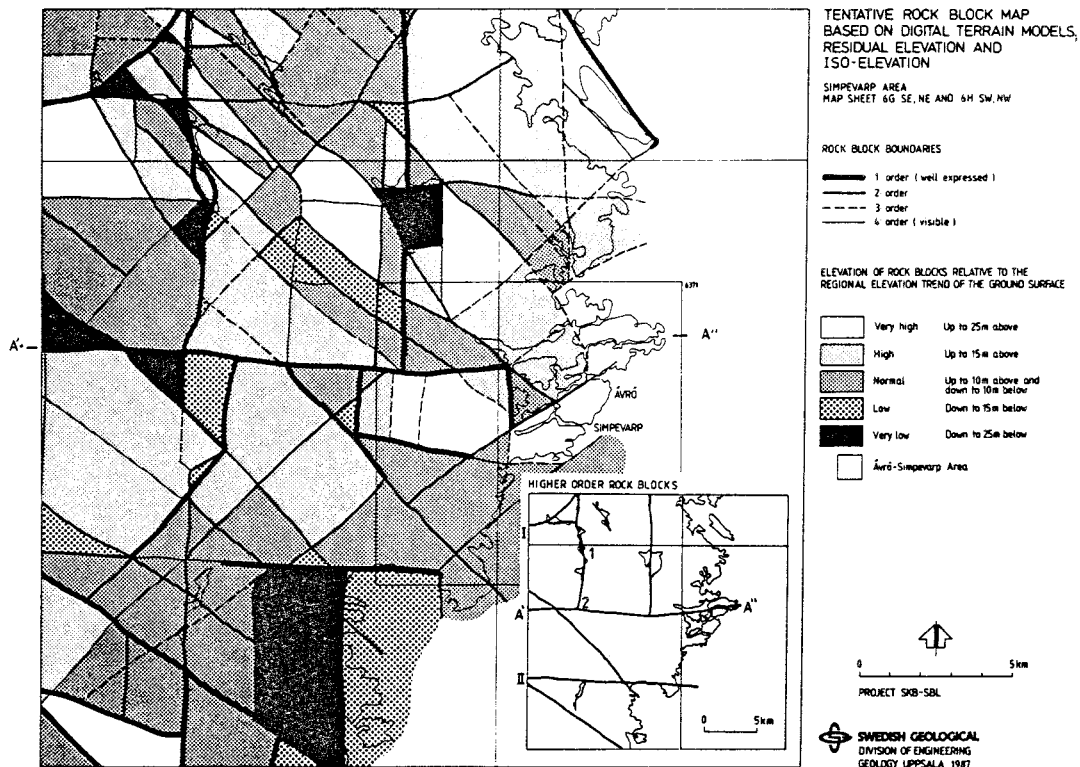 TENTATIVE ROCK BLOCK MAP
BASED ON DIGITAL TERRAIN MODELS,
RESIDUAL ELEVATION AND
ISO-ELEVATION
SIMPEVARP AREA
MAP SHEET 6G SE, NE AND 6H SW, NW
ROCK BLOCK BOUNDARIES
1 order ( well expressed )
2 order
3 order
4 order ( visible )
ELEVATION OF ROCK BLOCKS RELATIVE TO THE
REGIONAL ELEVATION TREND OF THE GROUND SURFACE
Very high Up to 25m above
High Up to 15m above
Normal Up to 10m above and
down to 10m below
Low Down to 15m below
Very low Down to 25m below
Ävrö-Simpevarp Area
6371
A'
A''
ÄVRÖ
SIMPEVARP
HIGHER ORDER ROCK BLOCKS
I
1
2
A'
A''
II
0 5km
0 5km
PROJECT SKB-SBL
SWEDISH GEOLOGICAL
DIVISION OF ENGINEERING
GEOLOGY UPPSALA 1987